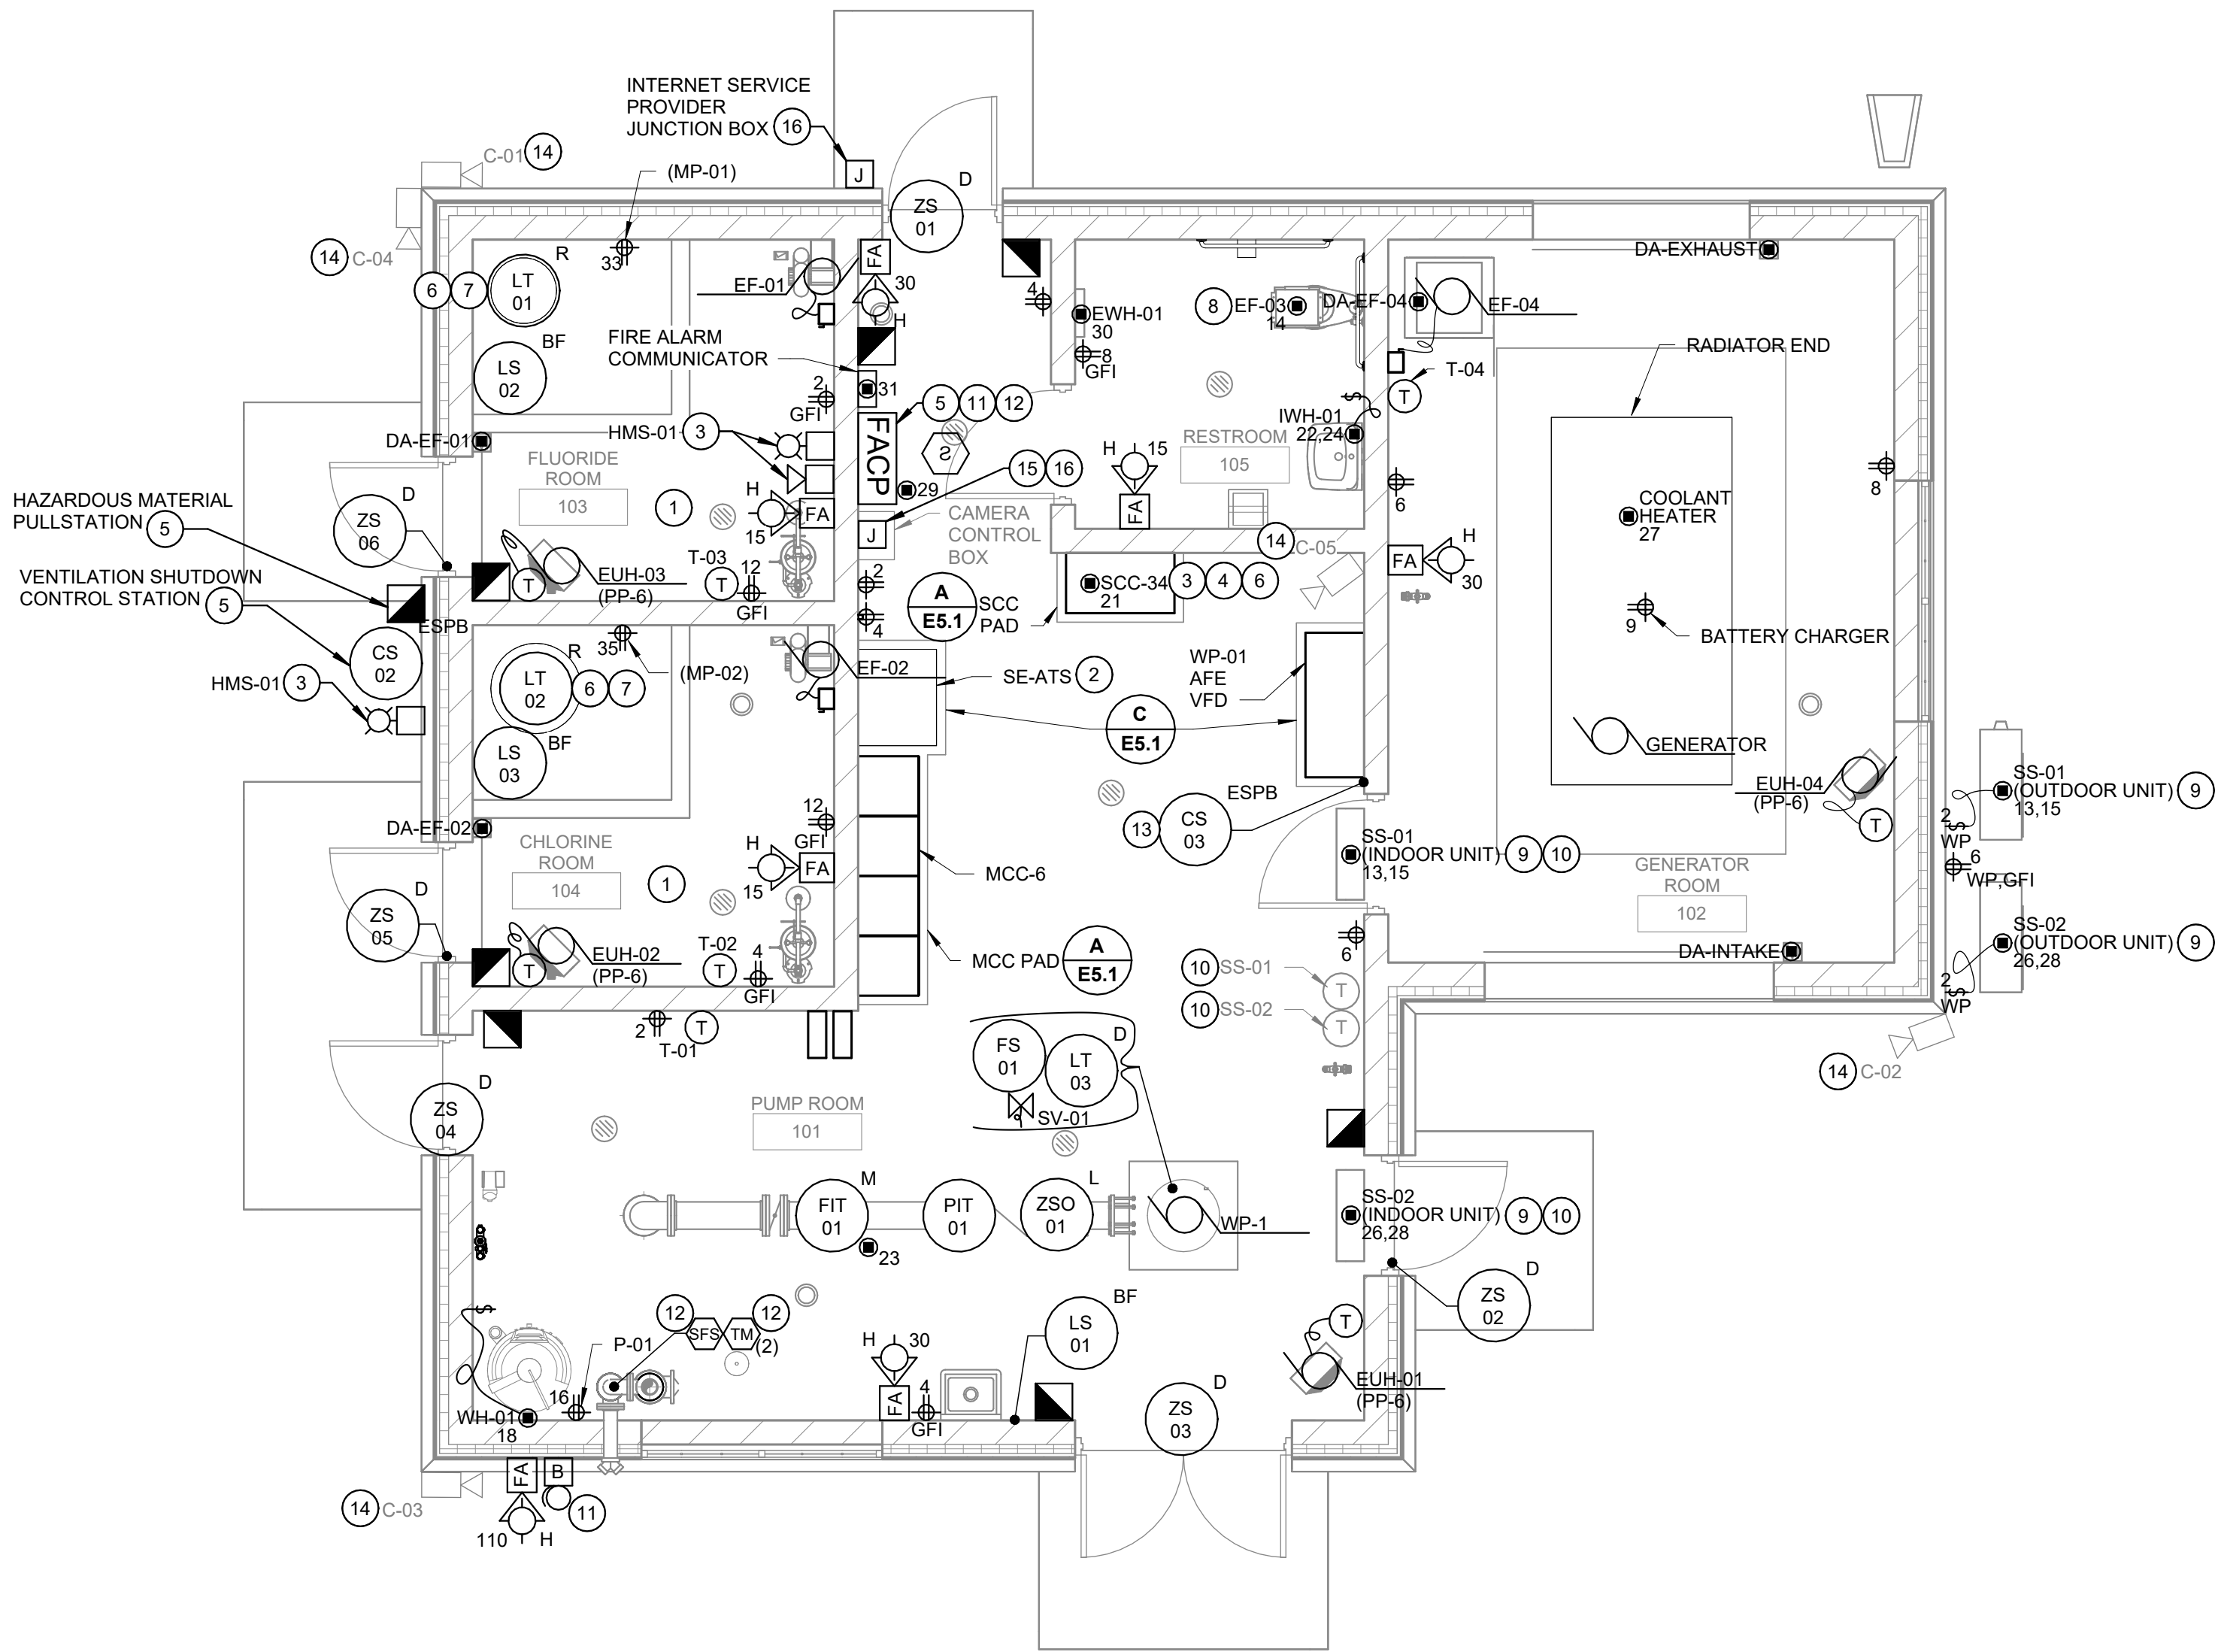 INTERNET SERVICE
PROVIDER
JUNCTION BOX 16
J
C-01 14
(MP-01)
33
D
ZS
01
14 C-04
6 7
LT
01
R
BF
LS
02
EF-01
FA
30
H
FIRE ALARM
COMMUNICATOR
31
2
GFI
4
EWH-01
30
8
GFI
8 EF-03
14
DA-EF-04
EF-04
DA-EXHAUST
RADIATOR END
T-04
T
DA-EF-01
HMS-01 3
FACP
5 11 12
S
29
15 16
J
CAMERA
CONTROL
BOX
FLUORIDE
ROOM
103
1
H
FA
15
H 15
FA
RESTROOM
105
IWH-01
22,24
6
8
COOLANT
HEATER
27
HAZARDOUS MATERIAL
PULLSTATION 5
D
ZS
06
VENTILATION SHUTDOWN
CONTROL STATION 5
ESPB
CS
02
HMS-01 3
T
EUH-03
(PP-6)
T-03
T
12
GFI
2
4
A
E5.1
SCC
PAD
SCC-34
21
3 4 6
14 C-05
FA
H
30
9
BATTERY CHARGER
R
LT
02
6 7
35
(MP-02)
BF
LS
03
EF-02
SE-ATS 2
WP-01
AFE
VFD
C
E5.1
GENERATOR
EUH-04
(PP-6)
T
SS-01
(OUTDOOR UNIT) 9
13,15
2
WP
6
WP,GFI
DA-EF-02
CHLORINE
ROOM
104
1
12
GFI
H
FA
15
MCC-6
13
CS
03
ESPB
SS-01
(INDOOR UNIT) 9 10
13,15
GENERATOR
ROOM
102
D
ZS
05
T
EUH-02
(PP-6)
T-02
T
4
GFI
MCC PAD
A
E5.1
6
10 SS-01
T
10 SS-02
T
DA-INTAKE
SS-02
(OUTDOOR UNIT) 9
26,28
2
WP
14 C-02
2
T-01
T
D
ZS
04
FS
01
LT
03
D
SV-01
PUMP ROOM
101
M
FIT
01
23
PIT
01
L
ZSO
01
WP-1
SS-02
(INDOOR UNIT) 9 10
26,28
D
ZS
02
12
SFS
TM
12
(2)
P-01
16
WH-01
18
H
30
FA
4
GFI
BF
LS
01
D
ZS
03
T
EUH-01
(PP-6)
14 C-03
FA
B
11
110
H